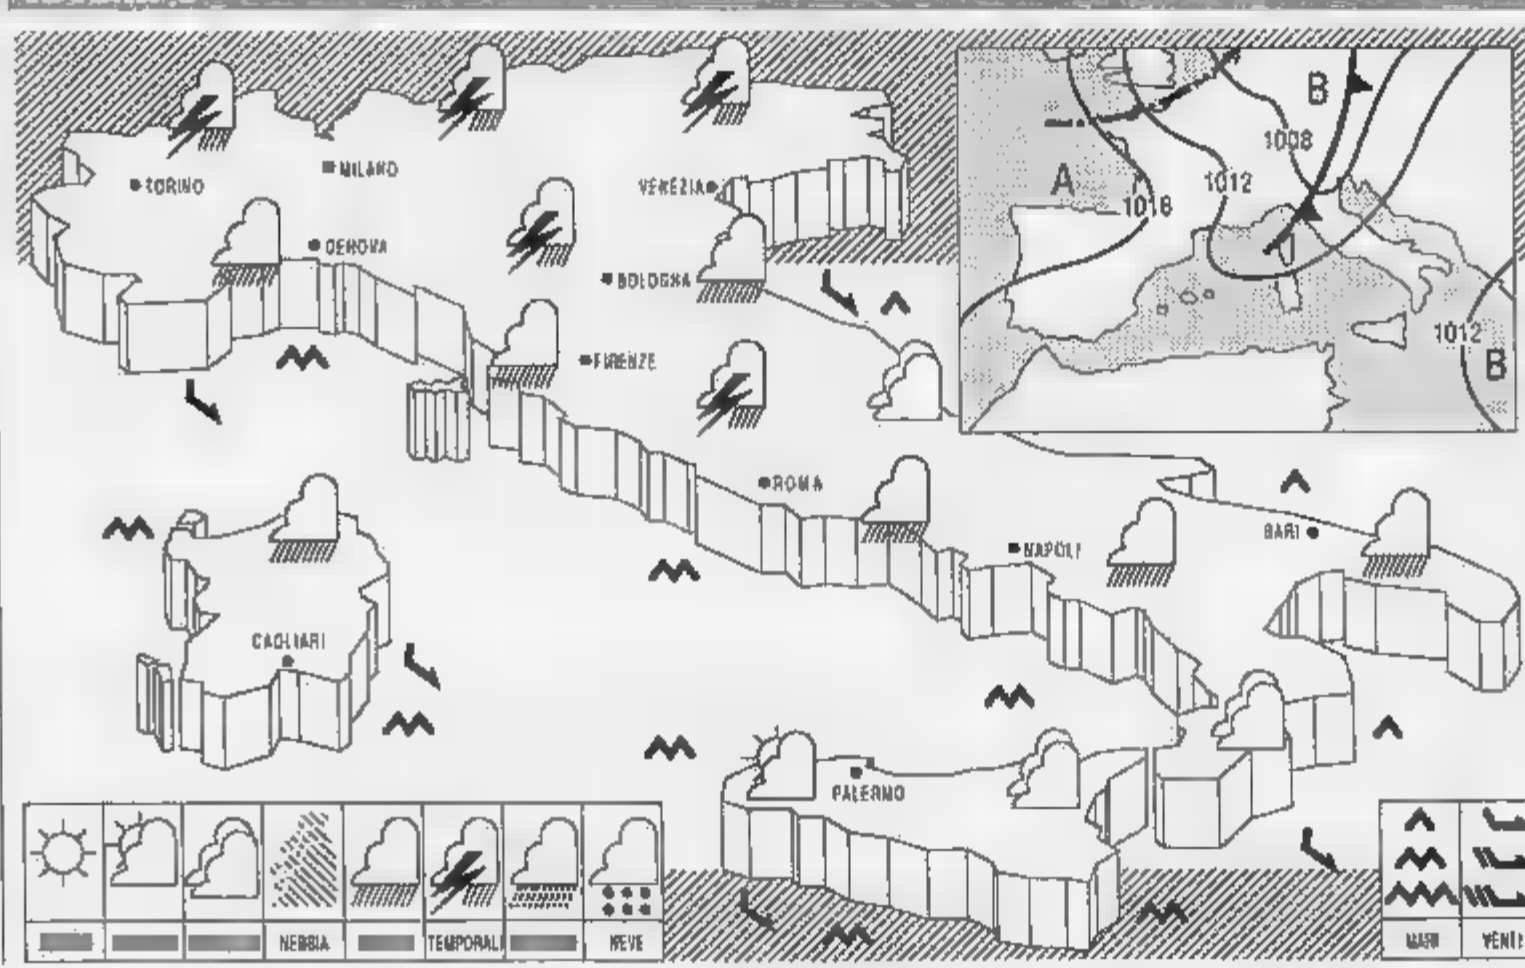 TORINO
MILANO
VENEZIA
GENOVA
BOLOGNA
FIRENZE
ROMA
NAPOLI
BARI
CAGLIARI
PALERMO
B
1008
A
1012
1016
1012
B
NEBBIA
TEMPORALI
NEVE
MARI
VENTI